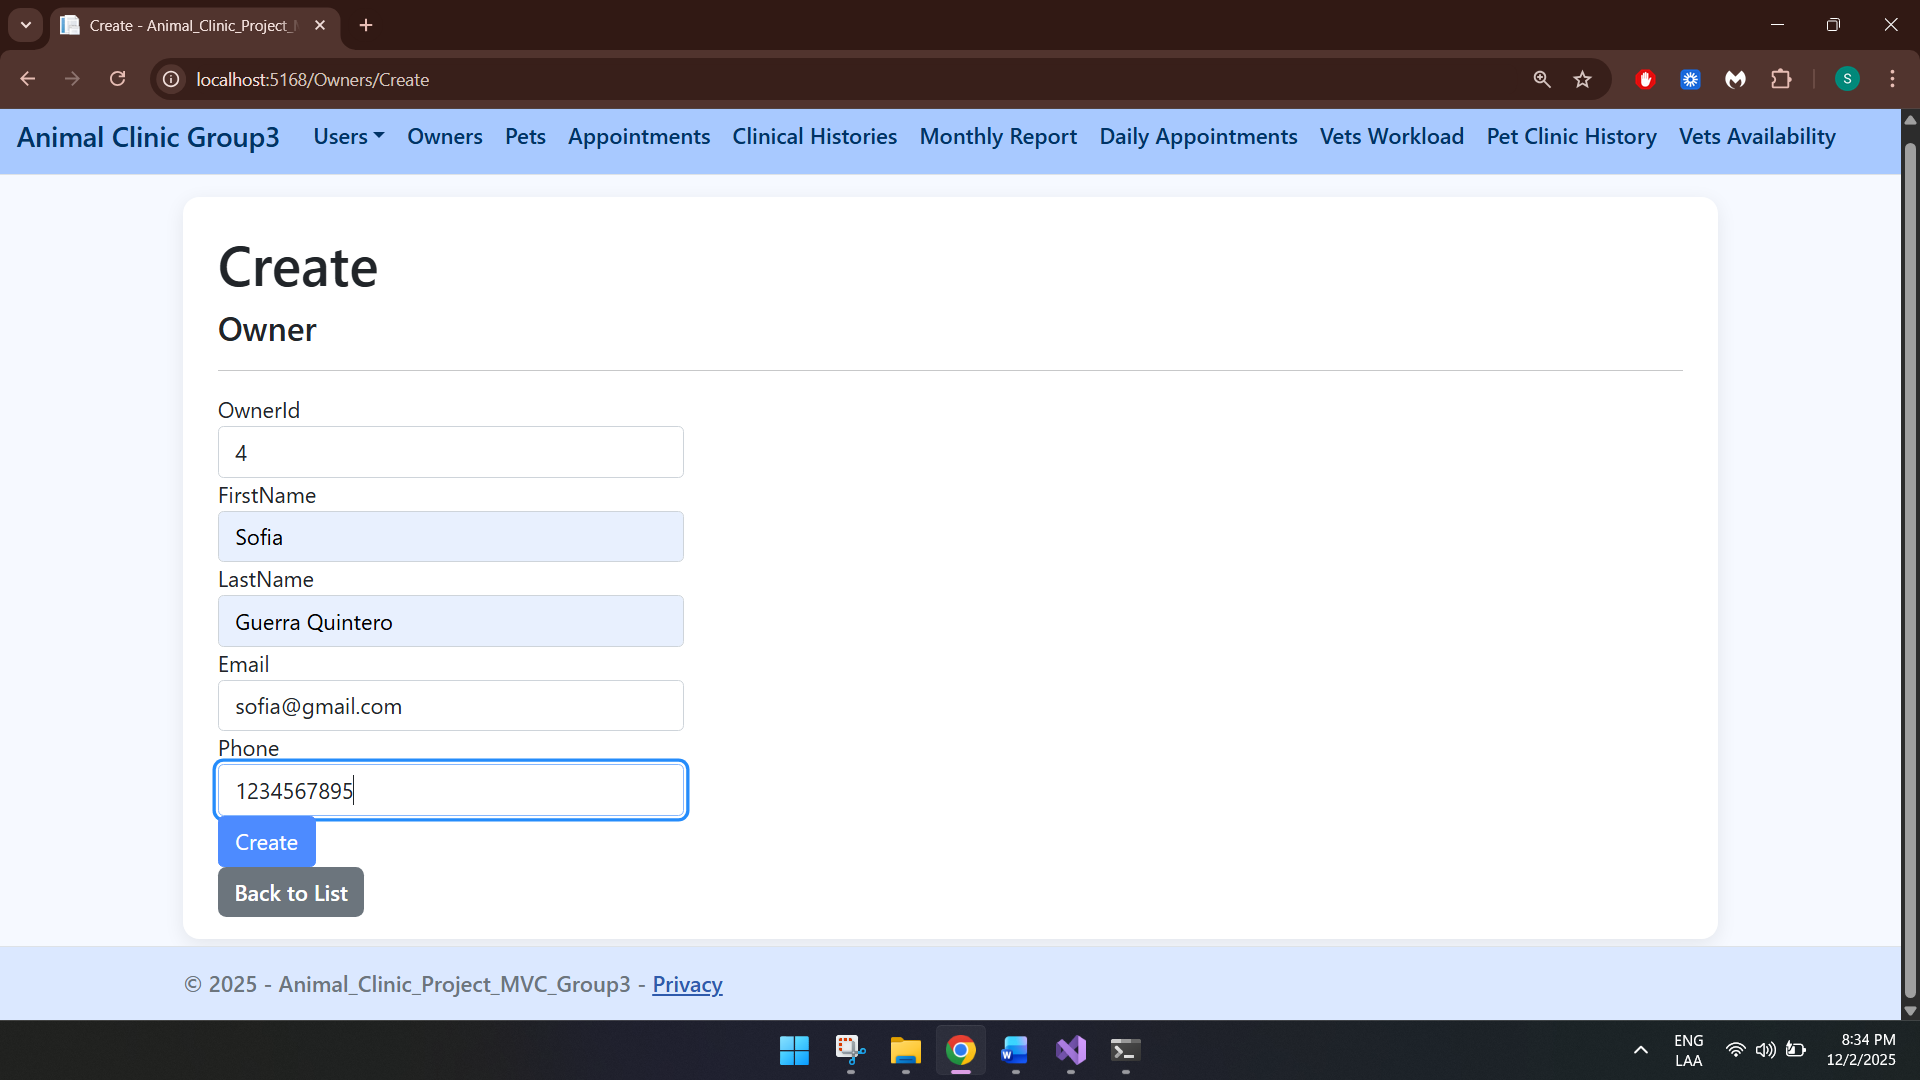 Create - Animal_Clinic_Project_
localhost:5168/Owners/Create
S
Animal Clinic Group3 Users Owners Pets Appointments Clinical Histories Monthly Report Daily Appointments Vets Workload Pet Clinic History Vets Availability
Create
Owner
OwnerId
4
FirstName
Sofia
LastName
Guerra Quintero
Email
sofia@gmail.com
Phone
1234567895
Create
Back to List
© 2025 - Animal_Clinic_Project_MVC_Group3 - Privacy
ENG
LAA
8:34 PM
12/2/2025